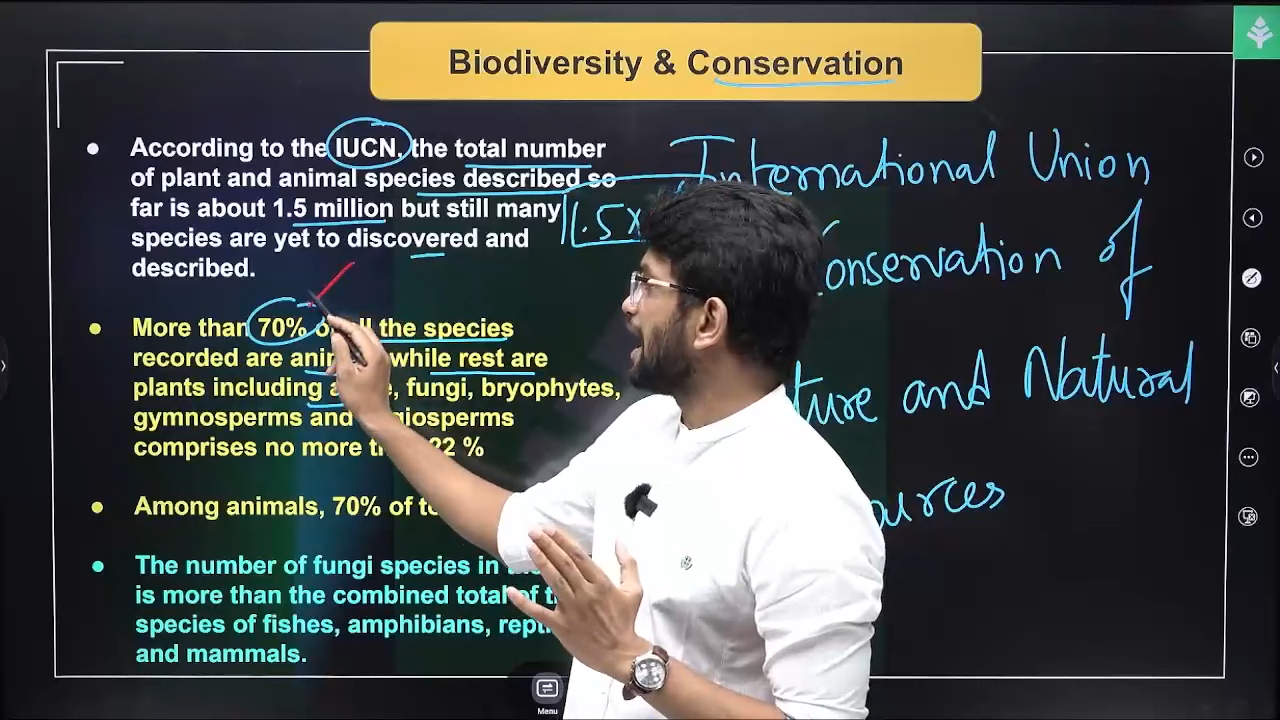 Biodiversity & Conservation
According to the IUCN, the total number
of plant and animal species described so
far is about 1.5 million but still many
species are yet to discovered and
described.
More than 70% all the species
recorded are while rest are
plants including fungi, bryophytes,
gymnosperms and
comprises no more 22 %
Among animals, 70% of
The number of fungi species in
is more than the combined total of
species of fishes, amphibians,
and mammals.
International Union
1.5x
onservation of
ture and Natural
ources
Menu